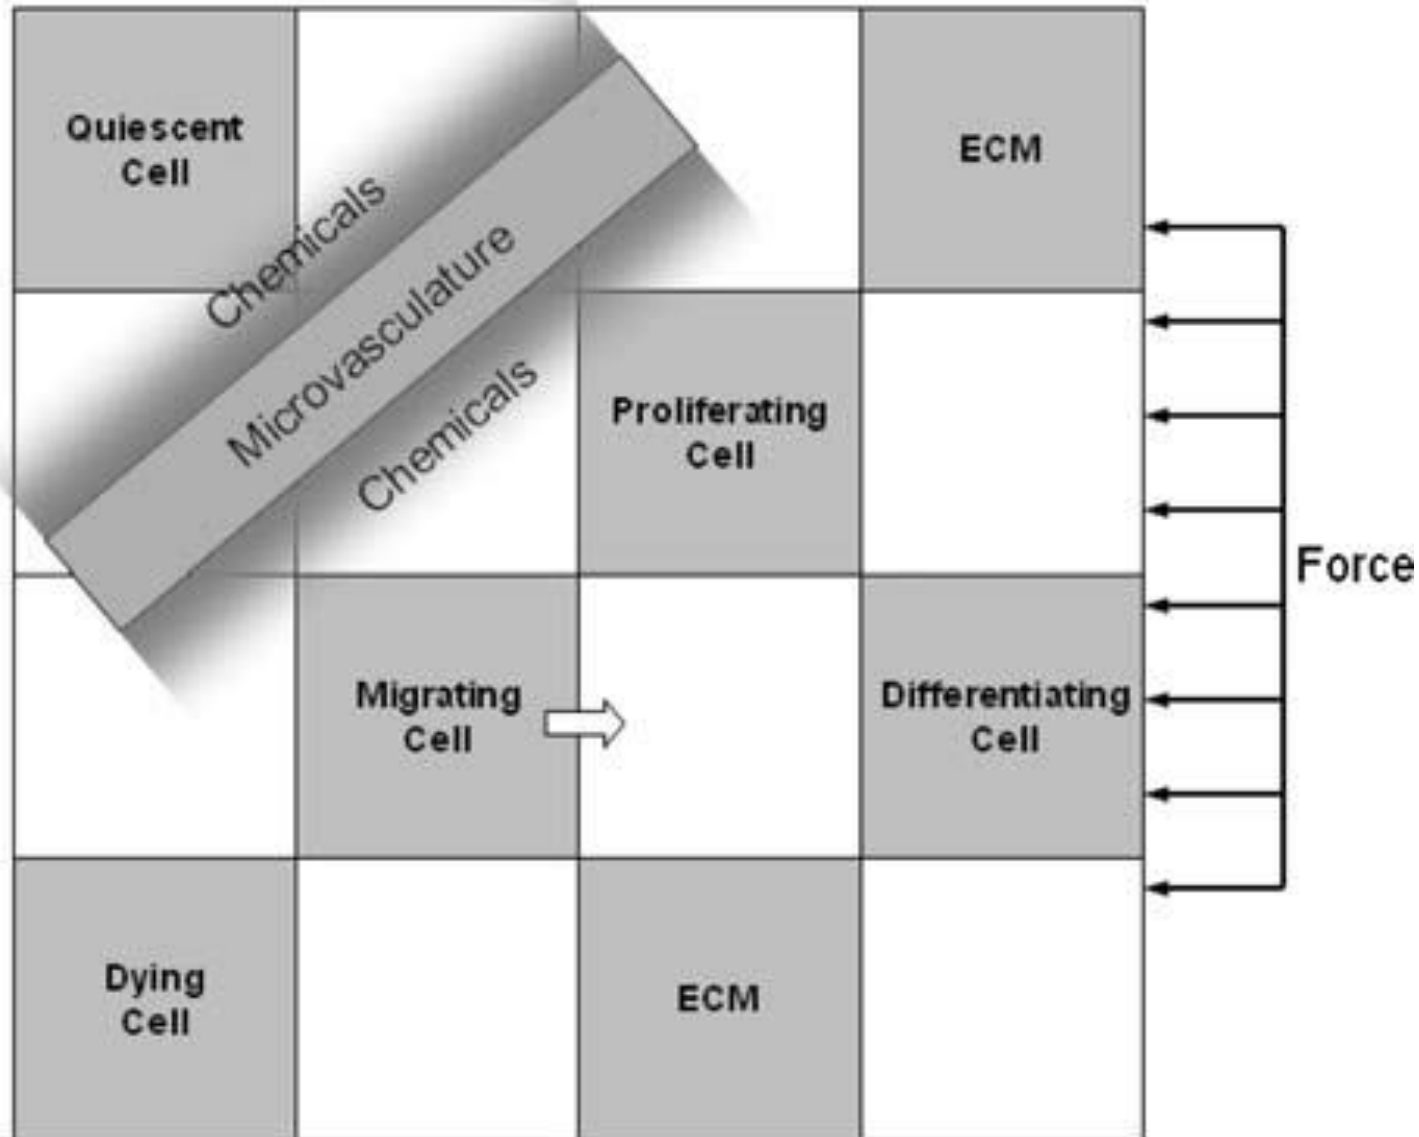 Quiescent
Cell
ECM
Chemicals
Microvasculature
Chemicals
Proliferating
Cell
Force
Migrating
Cell
Differentiating
Cell
Dying
Cell
ECM